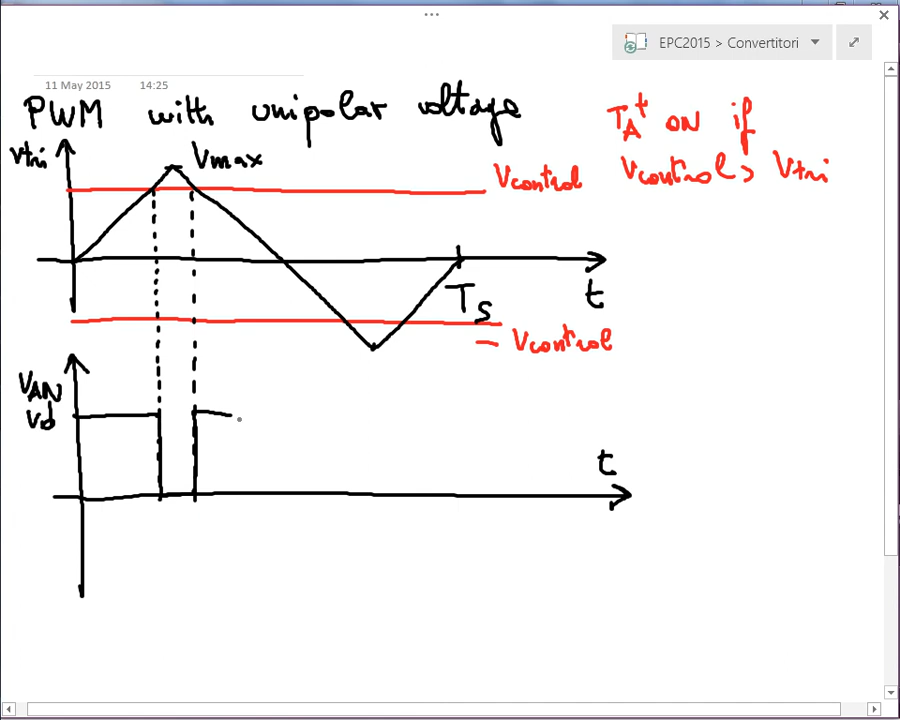 EPC2015 > Convertitori
11 May 2015 14:25
PWM with unipolar voltage
TA+ ON if
Vcontrol > Vtri
Vtri
Vmax
Vcontrol
Ts
t
- Vcontrol
VAN
Vd
t